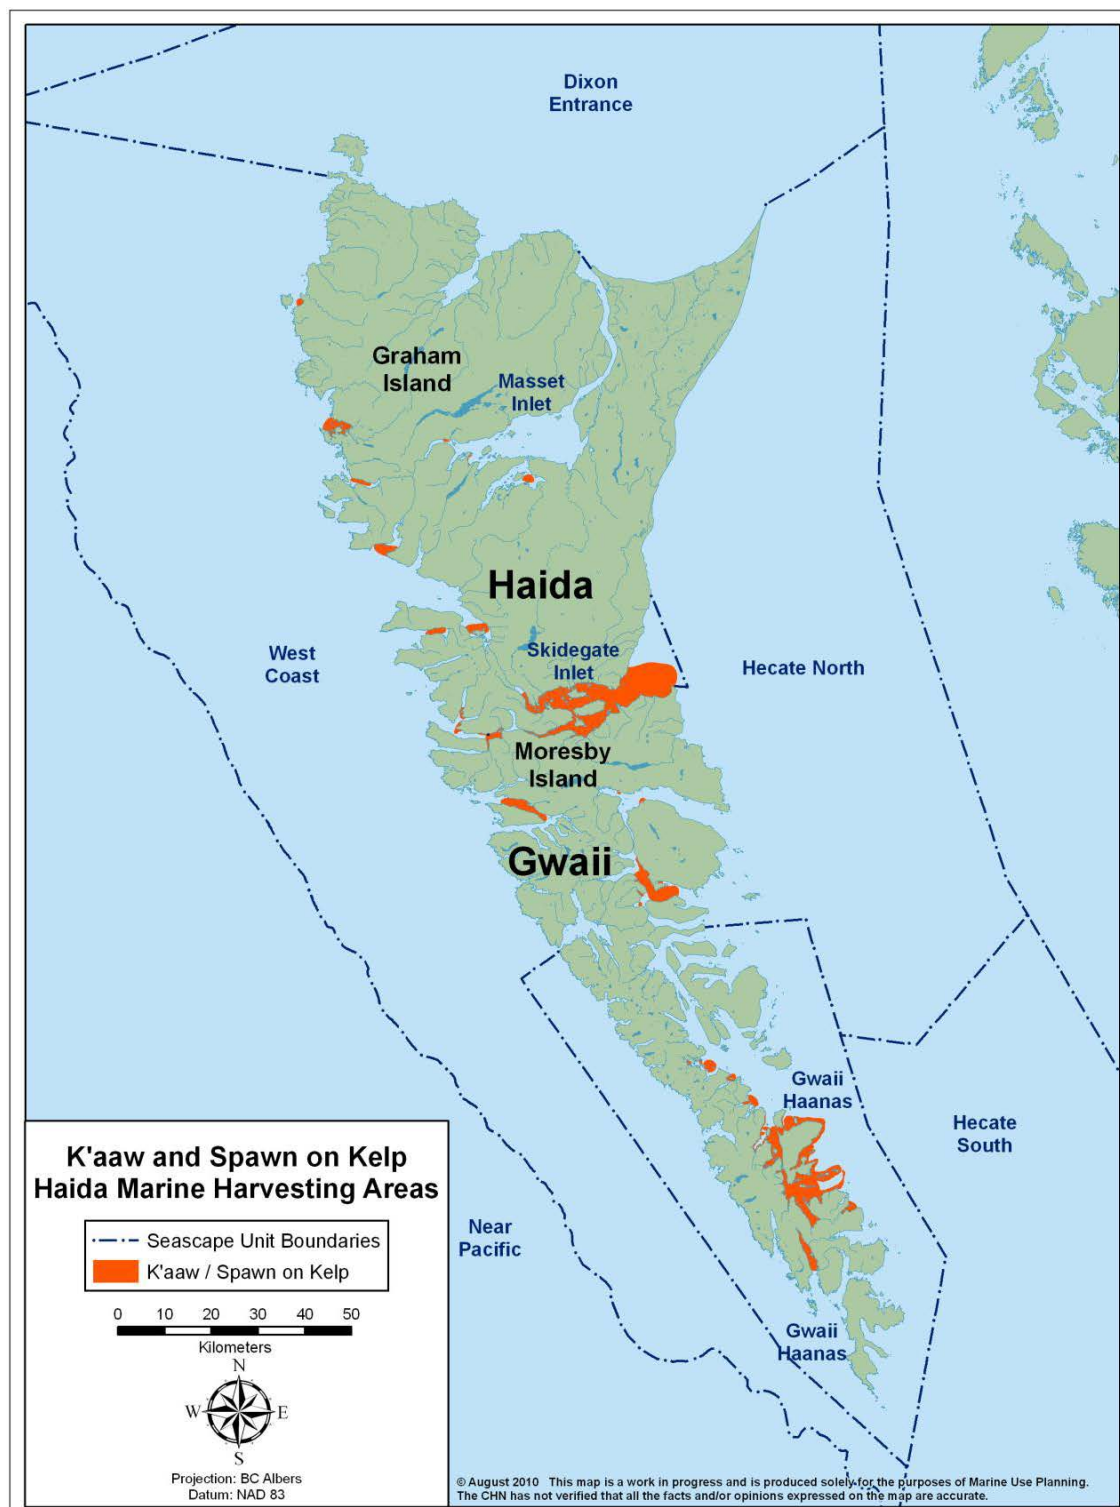 Dixon
Entrance
Graham
Island
Masset
Inlet
Haida
West
Coast
Skidegate
Inlet
Hecate North
Moresby
Island
Gwaii
Gwaii
Haanas
Hecate
South
Near
Pacific
Gwaii
Haanas
K'aaw and Spawn on Kelp
Haida Marine Harvesting Areas
Seascape Unit Boundaries
K'aaw / Spawn on Kelp
0 10 20 30 40 50
Kilometers
N
W E
S
Projection: BC Albers
Datum: NAD 83
© August 2010 This map is a work in progress and is produced solely for the purposes of Marine Use Planning.
The CHN has not verified that all the facts and/or opinions expressed on the map are accurate.